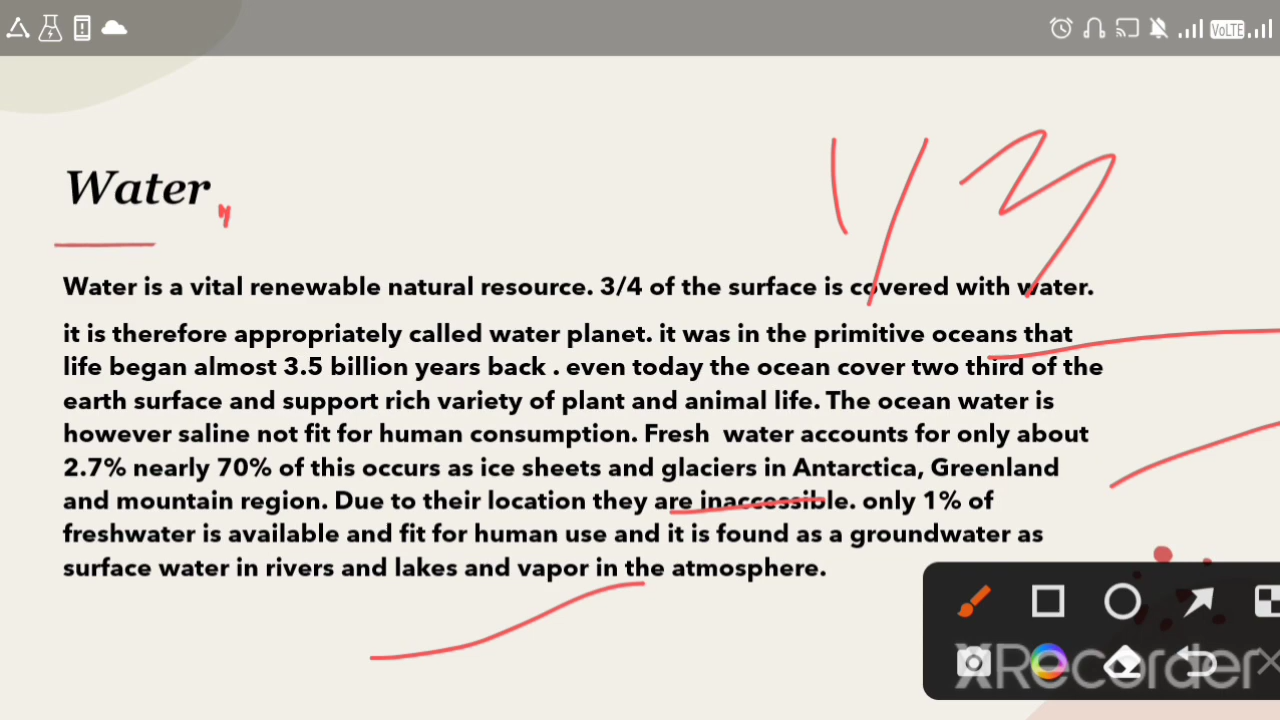 VoLTE
Water
1/3
Water is a vital renewable natural resource. 3/4 of the surface is covered with water.
it is therefore appropriately called water planet. it was in the primitive oceans that
life began almost 3.5 billion years back . even today the ocean cover two third of the
earth surface and support rich variety of plant and animal life. The ocean water is
however saline not fit for human consumption. Fresh  water accounts for only about
2.7% nearly 70% of this occurs as ice sheets and glaciers in Antarctica, Greenland
and mountain region. Due to their location they are inaccessible. only 1% of
freshwater is available and fit for human use and it is found as a groundwater as
surface water in rivers and lakes and vapor in the atmosphere.
XRecorder